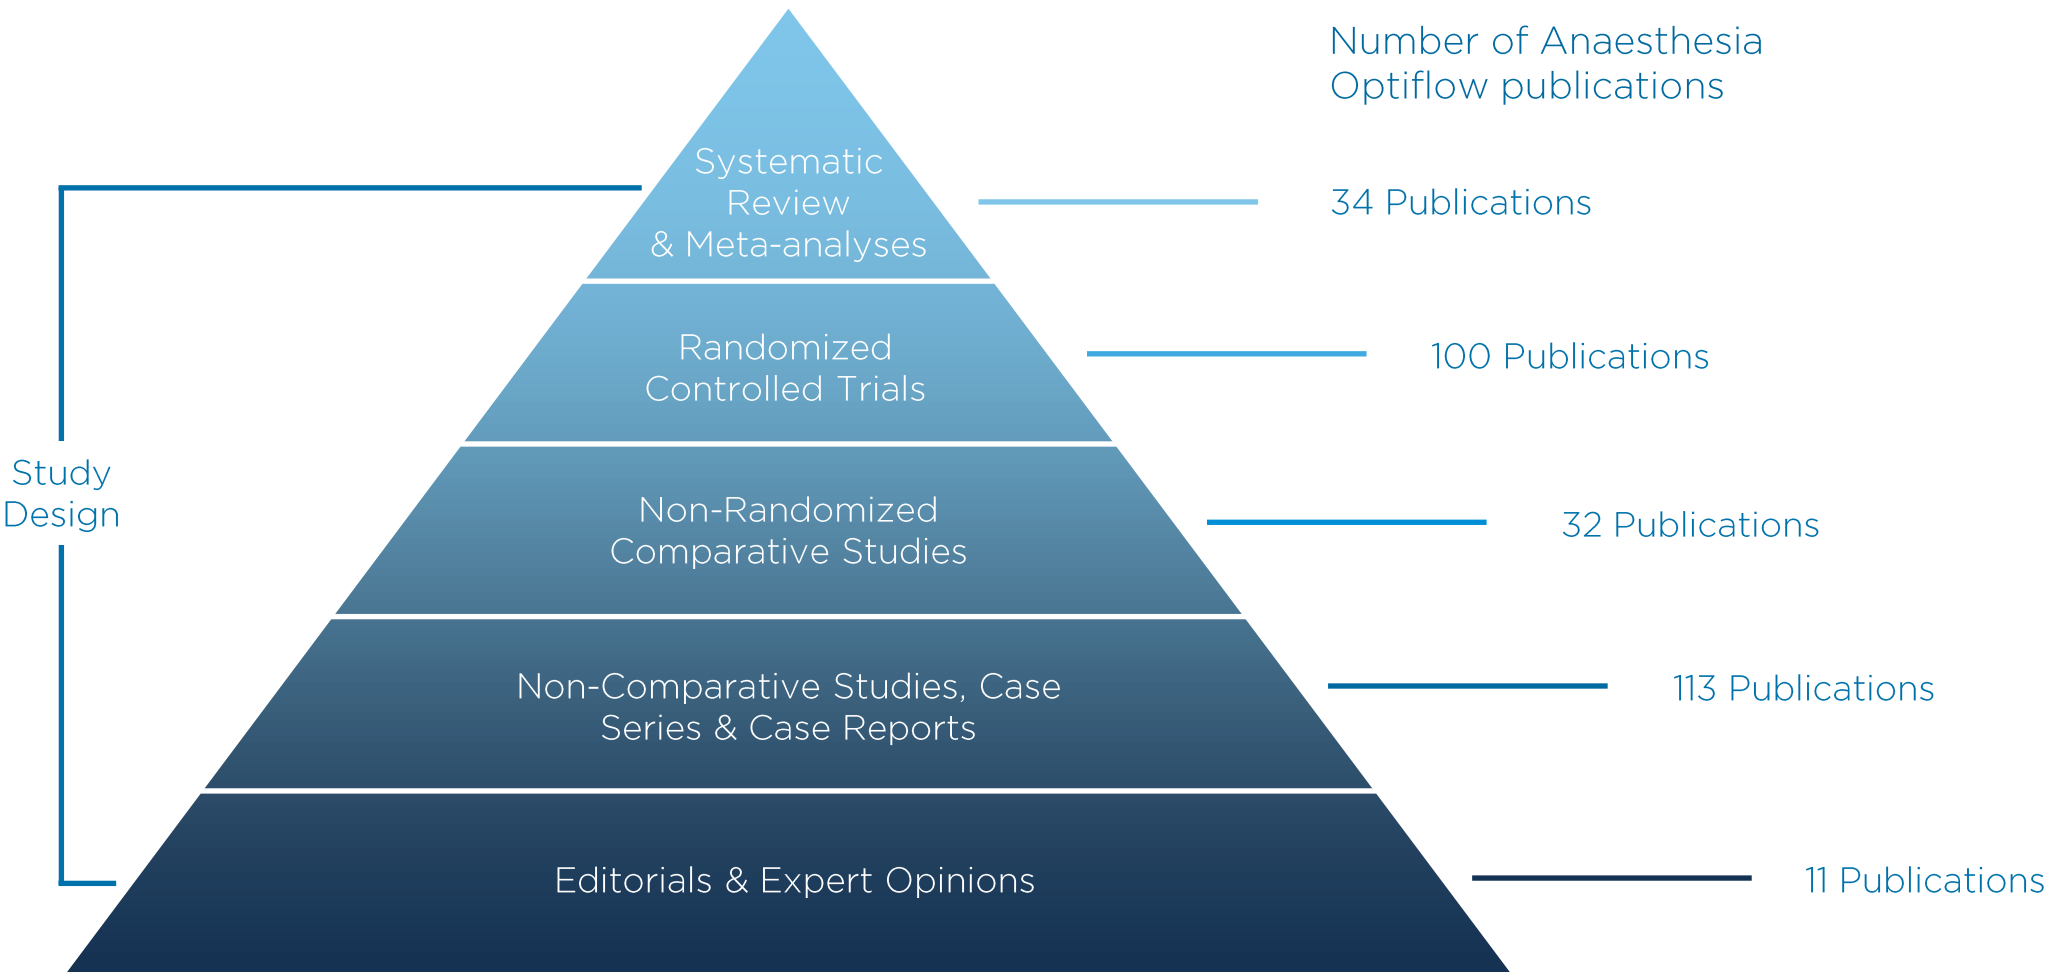 Number of Anaesthesia
Optiflow publications
Systematic
Review
& Meta-analyses
34 Publications
Randomized
Controlled Trials
100 Publications
Study
Design
Non-Randomized
Comparative Studies
32 Publications
Non-Comparative Studies, Case
Series & Case Reports
113 Publications
Editorials & Expert Opinions
11 Publications